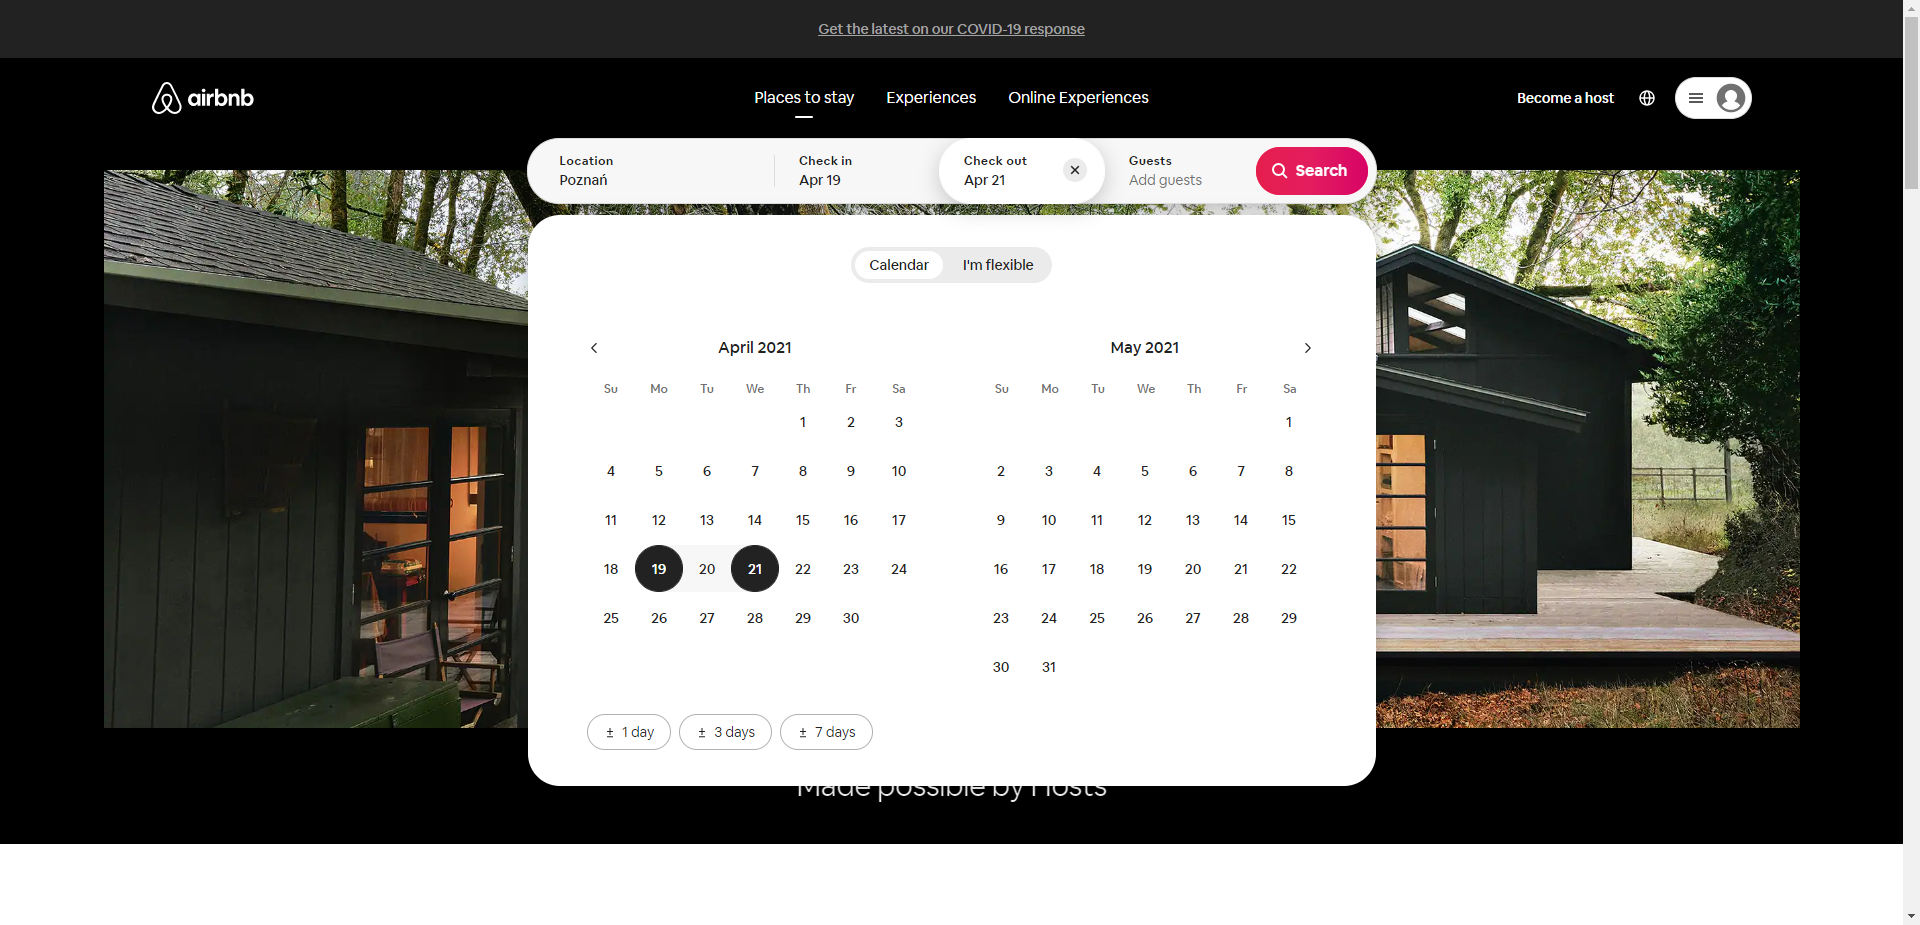 Get the latest on our COVID-19 response
airbnb
Places to stay Experiences Online Experiences
Become a host
Location Check in Check out Guests
Poznań Apr 19 Apr 21 Add guests
Search
Calendar I'm flexible
April 2021
Su Mo Tu We Th Fr Sa
1 2 3
4 5 6 7 8 9 10
11 12 13 14 15 16 17
18 19 20 21 22 23 24
25 26 27 28 29 30
May 2021
Su Mo Tu We Th Fr Sa
1
2 3 4 5 6 7 8
9 10 11 12 13 14 15
16 17 18 19 20 21 22
23 24 25 26 27 28 29
30 31
± 1 day ± 3 days ± 7 days
Made possible by Hosts